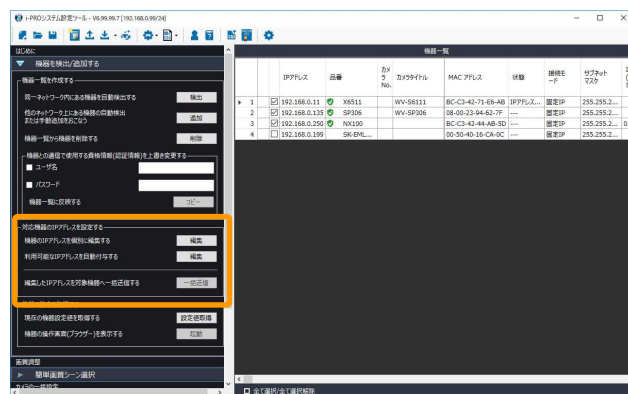 i-PROシステム設定ツール - V6.99.99.7 [192.168.0.99/24]
はじめに
機器を検出/追加する
機器一覧を作成する
同一ネットワーク内にある機器を自動検出する 検出
他のネットワーク上にある機器の自動検出
または手動追加をおこなう 追加
機器一覧から機器を削除する 削除
機器との通信で使用する資格情報(認証情報)を上書き変更する
ユーザ名
パスワード
機器一覧に反映する コピー
対応機器のIPアドレスを設定する
機器のIPアドレスを個別に編集する 編集
利用可能なIPアドレスを自動付与する 編集
編集したIPアドレスを対象機器へ一括送信する 一括送信
現在の機器設定値を取得する 設定値取得
機器の操作画面(ブラウザー)を表示する 起動
画質調整
簡単画質シーン選択
カメラの一括設定
機器一覧
IPアドレス 品番 カメラNo. カメラタイトル MAC アドレス 状態 接続モード サブネットマスク
1 192.168.0.11 X6511 WV-S6111 BC-C3-42-71-E6-AB IPアドレス... 固定IP 255.255.2...
2 192.168.0.135 SP306 WV-SP306 08-00-23-94-62-7F --- 固定IP 255.255.2...
3 192.168.0.250 NX100 BC-C3-42-44-AB-5D --- 固定IP 255.255.2...
4 192.168.0.199 SK-EML... 00-50-40-16-CA-0C --- 固定IP 255.255.2...
全て選択/全て選択解除